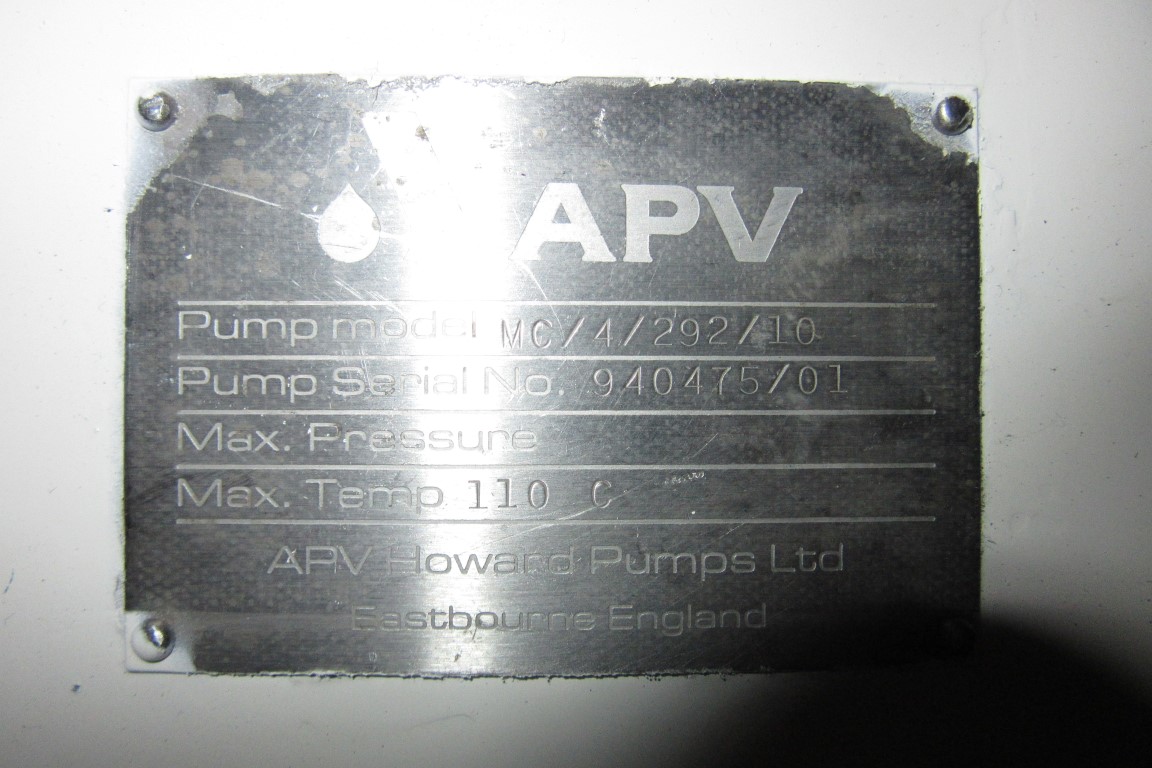 APV
Pump model MC/4/292/10
Pump Serial No. 940475/01
Max. Pressure
Max. Temp 110 C
APV Howard Pumps Ltd
Eastbourne England